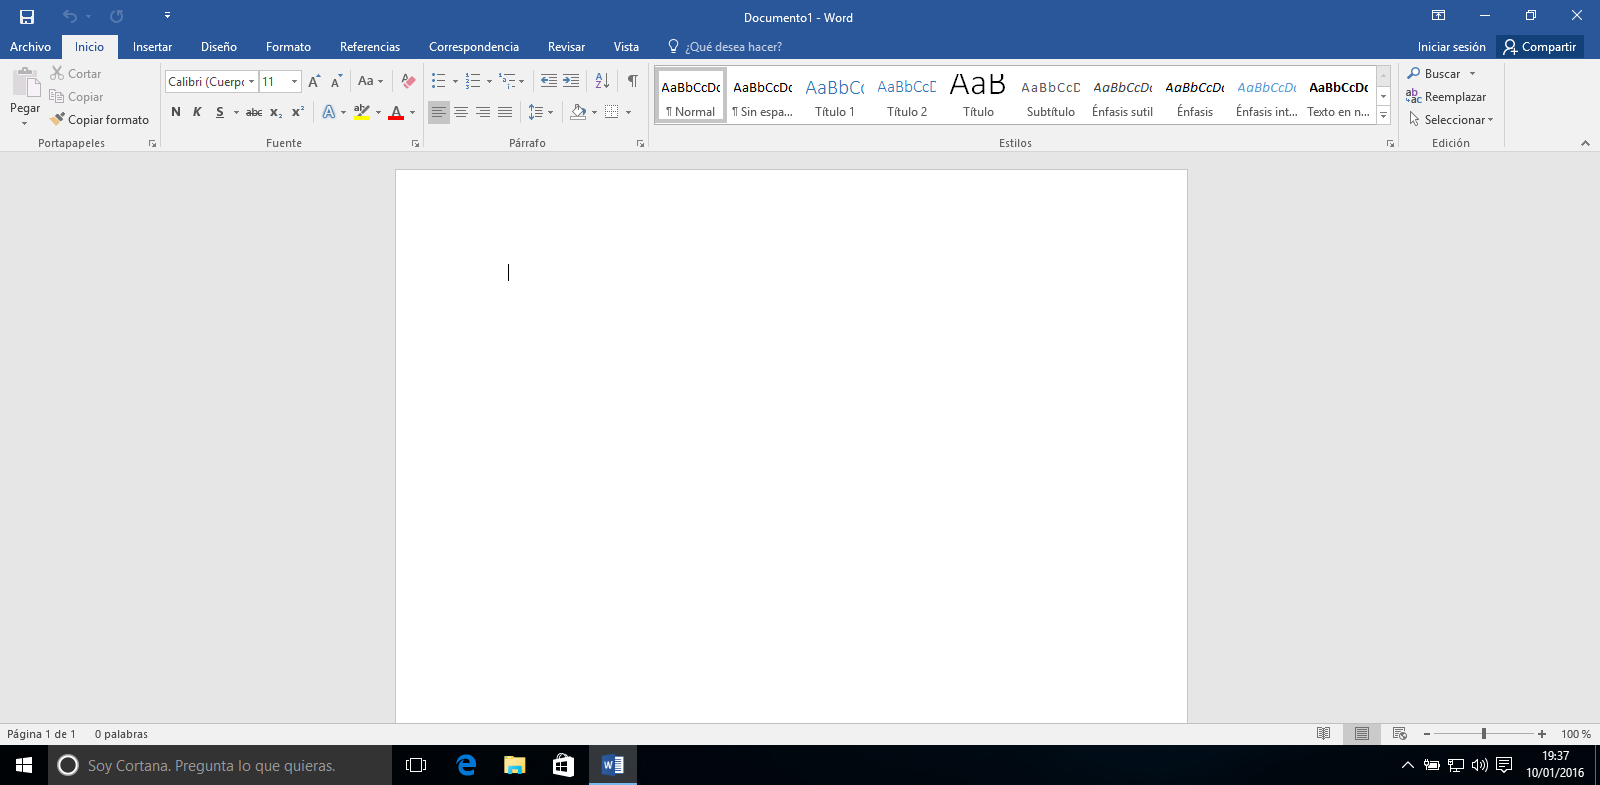 Documento1 - Word
Archivo Inicio Insertar Diseño Formato Referencias Correspondencia Revisar Vista ¿Qué desea hacer? Iniciar sesión Compartir
Pegar
Cortar
Copiar
Copiar formato
Portapapeles
Calibri (Cuerpo 11 A A Aa
N K S abc x₂ x² A aby A
Fuente
Párrafo
AaBbCcDc AaBbCcDc AaBbCc AaBbCcD AaB AaBbCcD AaBbCcDc AaBbCcDc AaBbCcDc AaBbCcDc
¶ Normal ¶ Sin espa... Título 1 Título 2 Título Subtítulo Énfasis sutil Énfasis Énfasis int... Texto en n...
Estilos
Buscar
Reemplazar
Seleccionar
Edición
Página 1 de 1 0 palabras 100 %
Soy Cortana. Pregunta lo que quieras.
19:37
10/01/2016